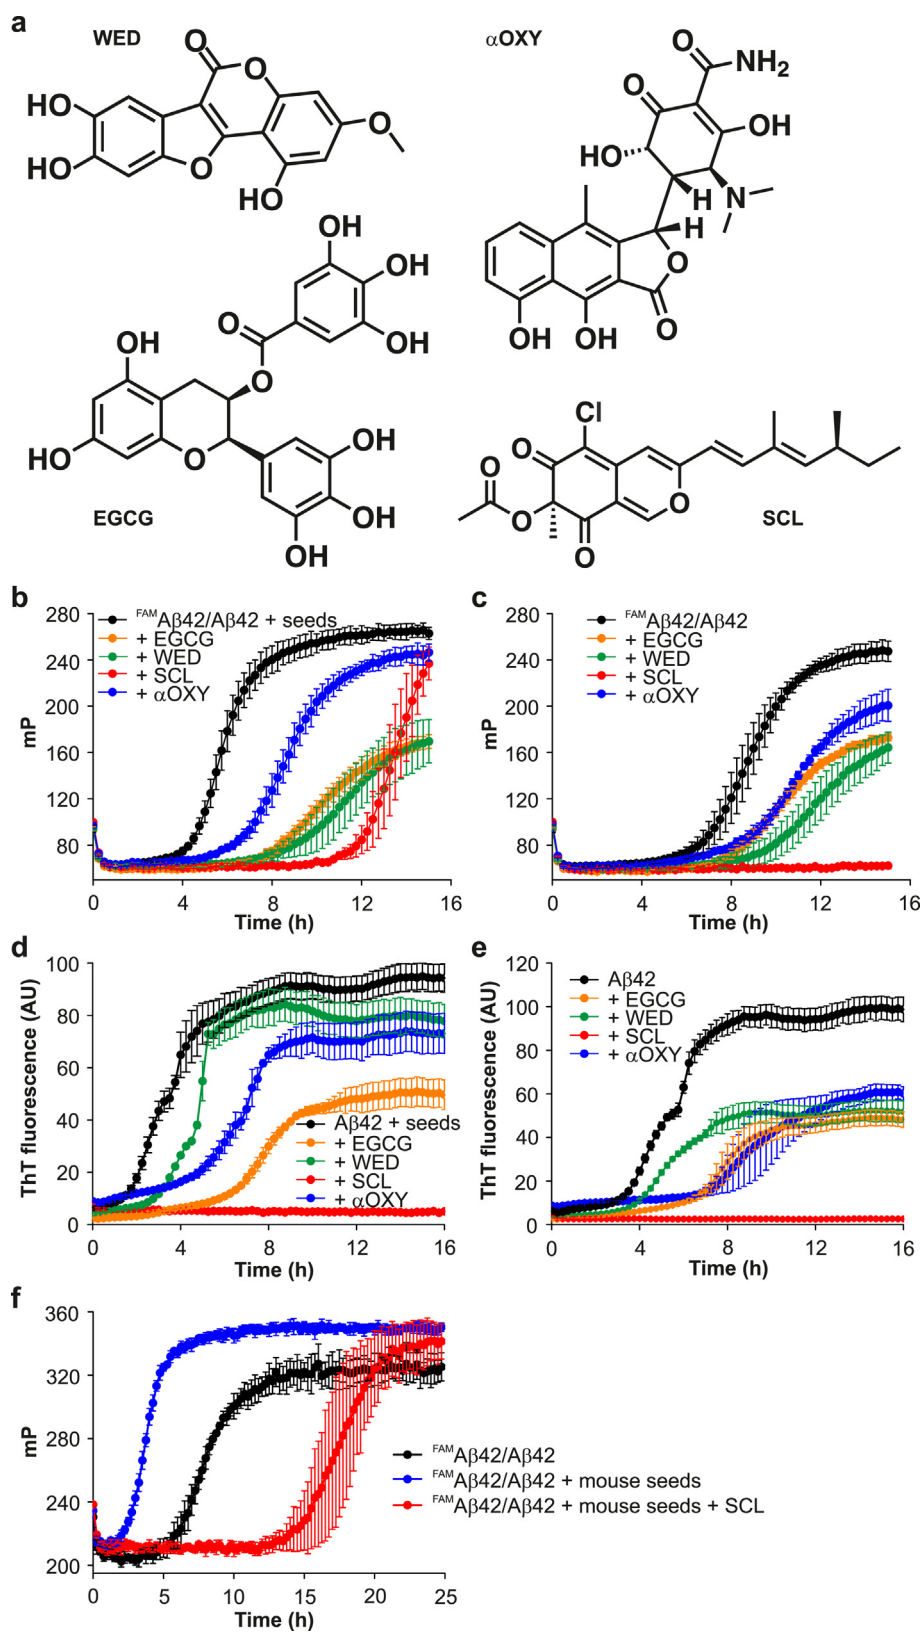 a
WED
αOXY
O
O
HO
HO
O
O
HO
O
NH2
O
OH
HO
H
N
H
O
O
OH
OH
OH
OH
OH
O
O
OH
HO
O
OH
OH
OH
EGCG
Cl
O
O
O
O
O
SCL
b
280
240
200
160
120
80
mP
FAMAβ42/Aβ42 + seeds
+ EGCG
+ WED
+ SCL
+ αOXY
0 4 8 12 16
Time (h)
c
280
240
200
160
120
80
mP
FAMAβ42/Aβ42
+ EGCG
+ WED
+ SCL
+ αOXY
0 4 8 12 16
Time (h)
d
100
80
60
40
20
0
ThT fluorescence (AU)
Aβ42 + seeds
+ EGCG
+ WED
+ SCL
+ αOXY
0 4 8 12 16
Time (h)
e
120
100
80
60
40
20
0
ThT fluorescence (AU)
Aβ42
+ EGCG
+ WED
+ SCL
+ αOXY
0 4 8 12 16
Time (h)
f
360
320
280
240
200
mP
FAMAβ42/Aβ42
FAMAβ42/Aβ42 + mouse seeds
FAMAβ42/Aβ42 + mouse seeds + SCL
0 5 10 15 20 25
Time (h)